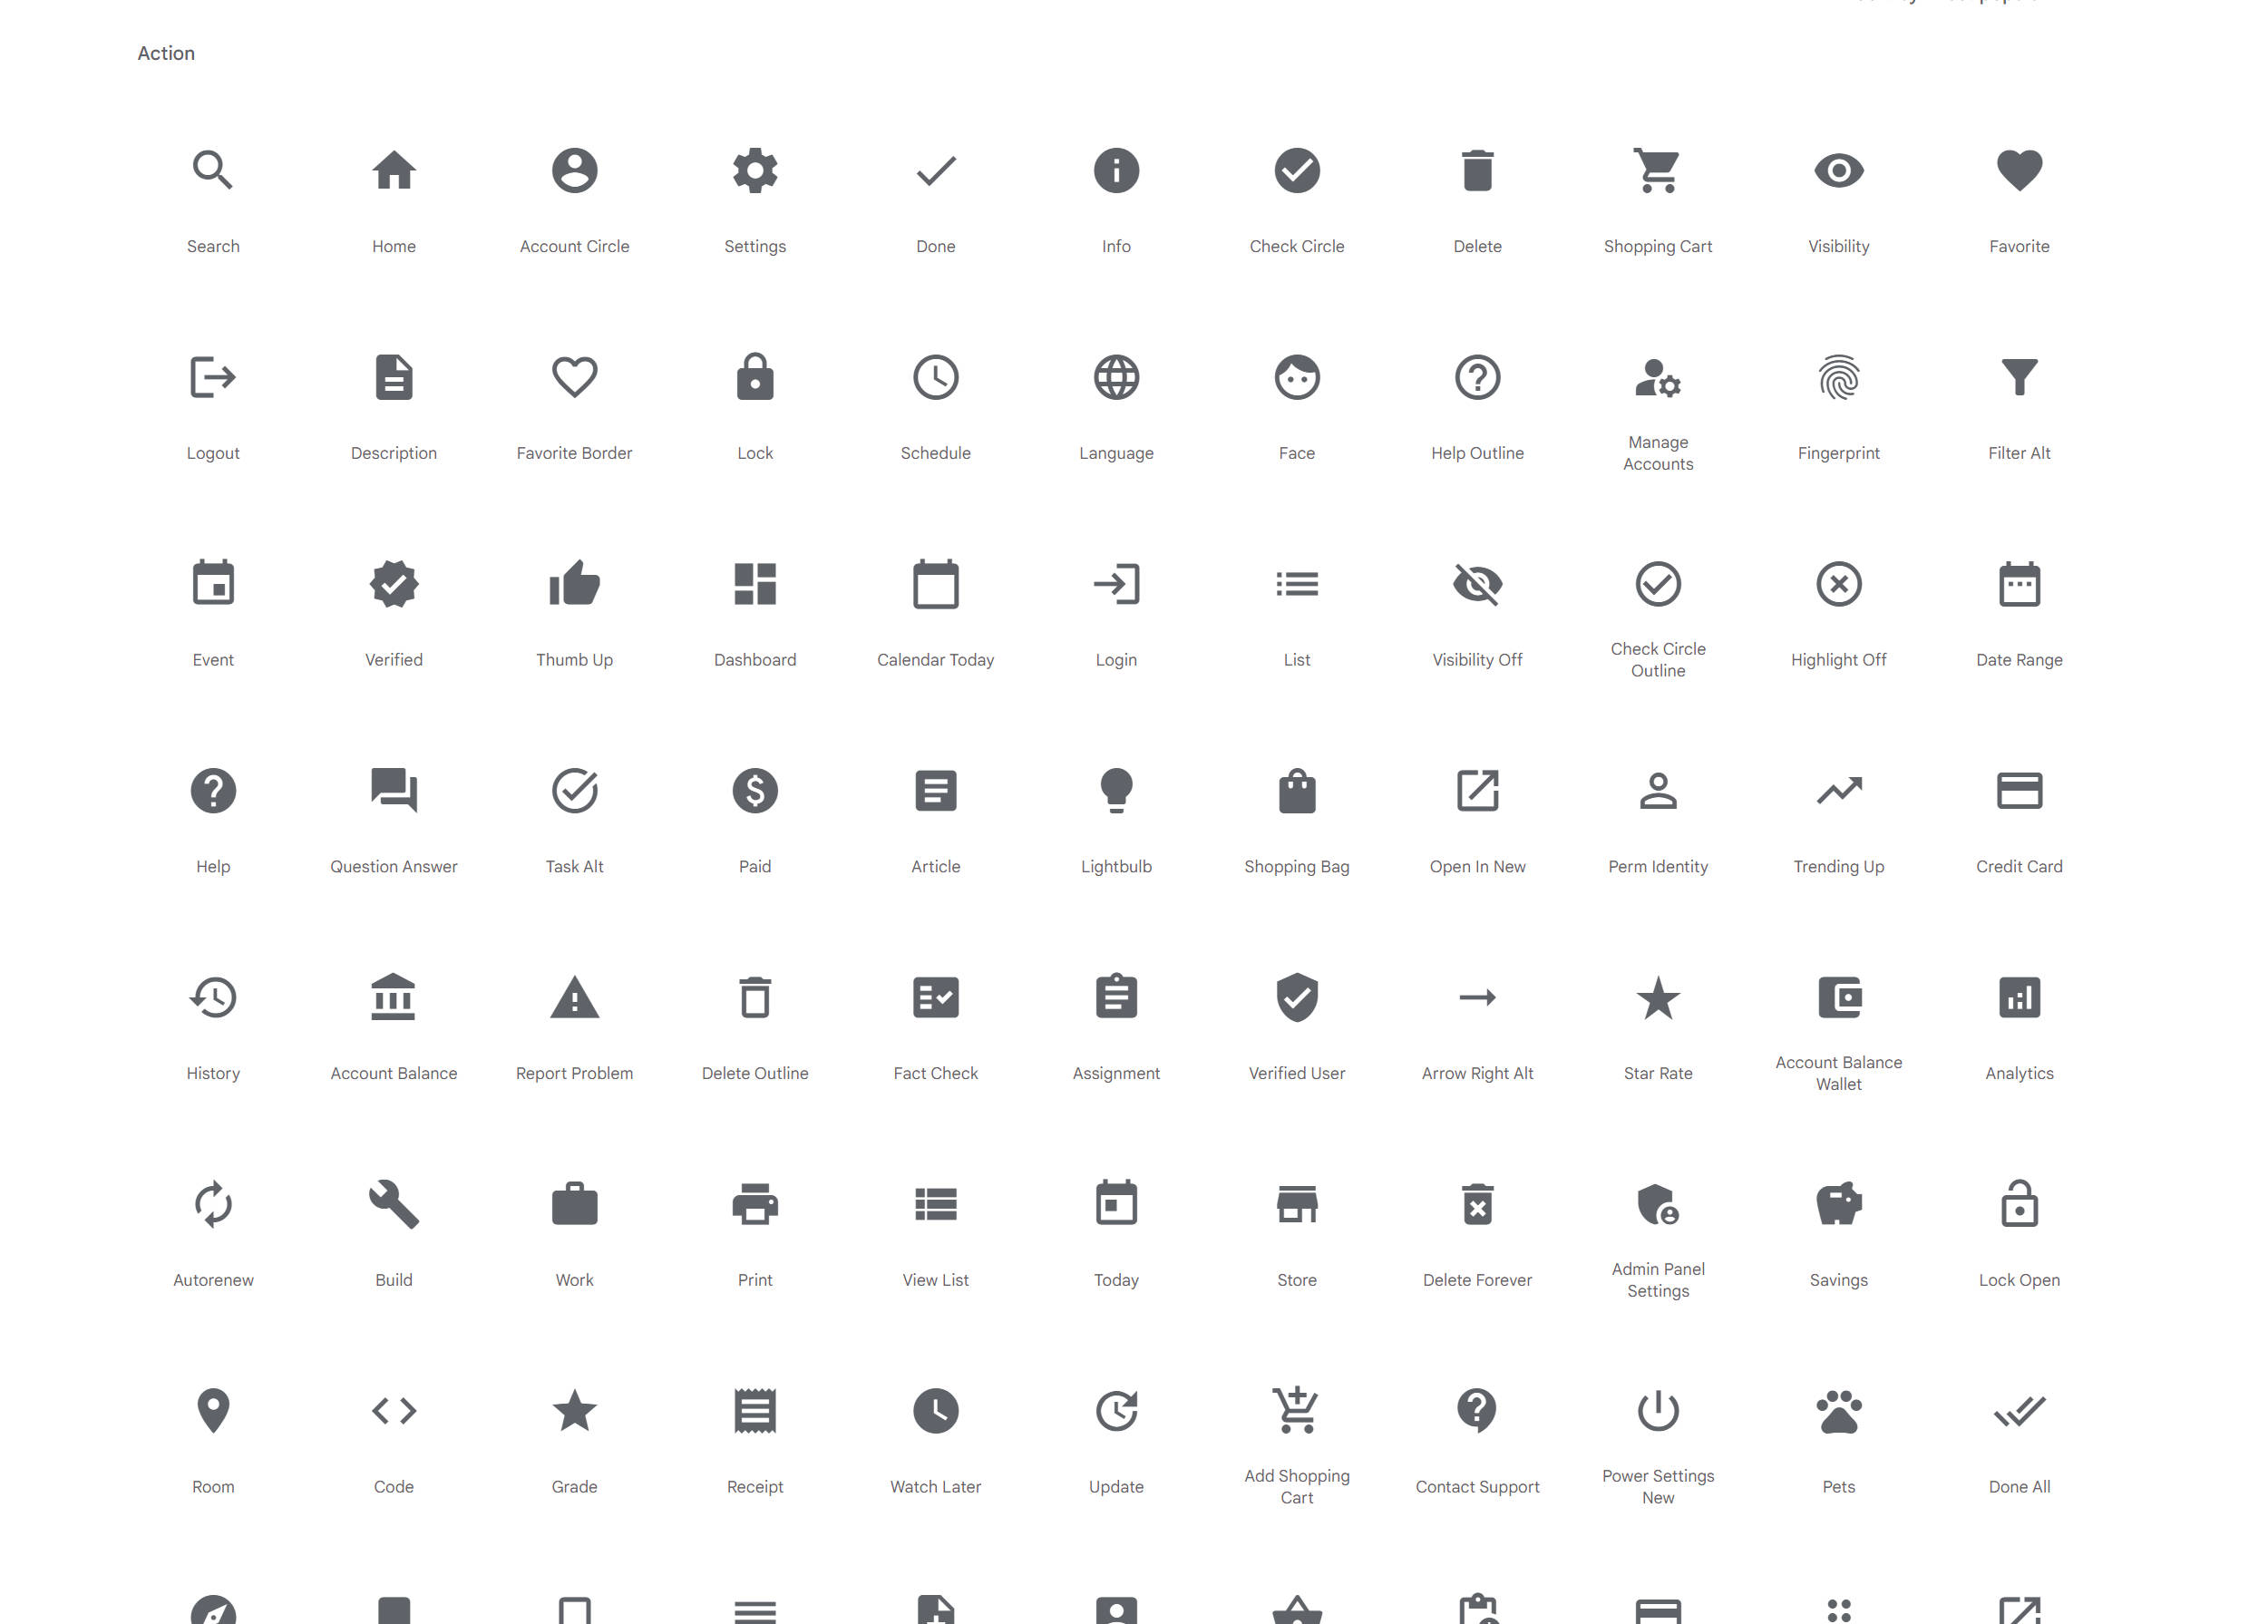 Action
Search Home Account Circle Settings Done Info Check Circle Delete Shopping Cart Visibility Favorite
Logout Description Favorite Border Lock Schedule Language Face Help Outline Manage Accounts Fingerprint Filter Alt
Event Verified Thumb Up Dashboard Calendar Today Login List Visibility Off Check Circle Outline Highlight Off Date Range
Help Question Answer Task Alt Paid Article Lightbulb Shopping Bag Open In New Perm Identity Trending Up Credit Card
History Account Balance Report Problem Delete Outline Fact Check Assignment Verified User Arrow Right Alt Star Rate Account Balance Wallet Analytics
Autorenew Build Work Print View List Today Store Delete Forever Admin Panel Settings Savings Lock Open
Room Code Grade Receipt Watch Later Update Add Shopping Cart Contact Support Power Settings New Pets Done All